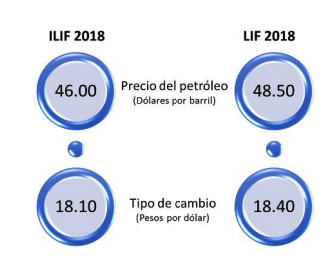 ILIF 2018
LIF 2018
46.00
Precio del petróleo
(Dólares por barril)
48.50
18.10
Tipo de cambio
(Pesos por dólar)
18.40